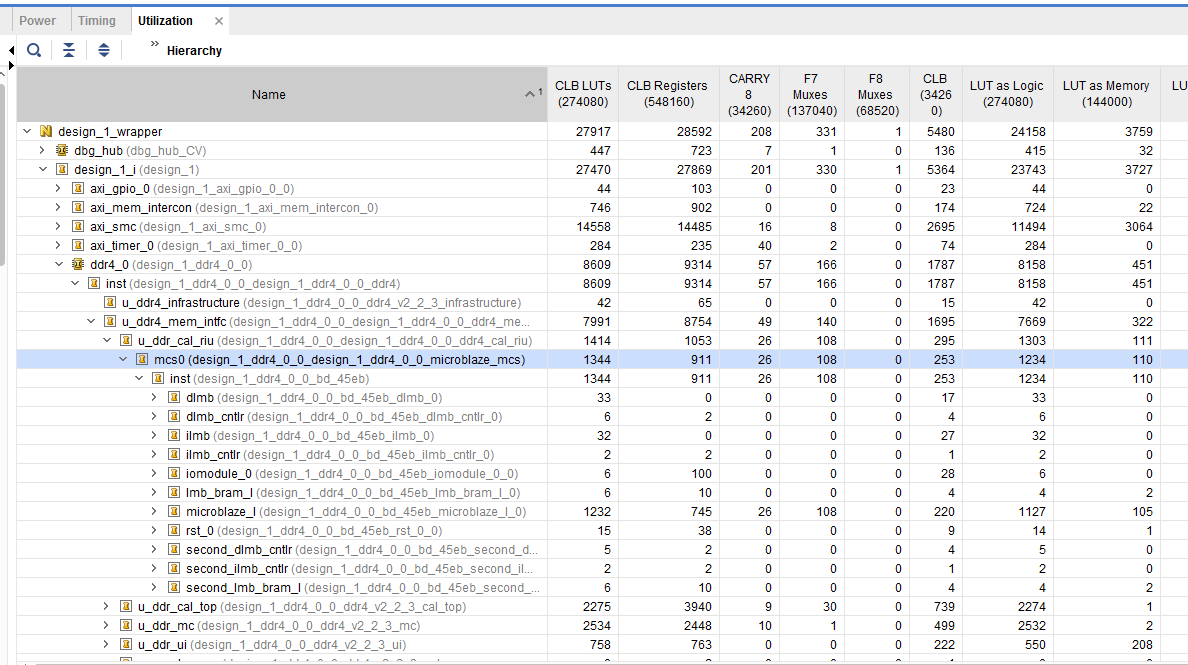 Power Timing Utilization ×
» Hierarchy
Name 1 CLB LUTs (274080) CLB Registers (548160) CARRY 8 (34260) F7 Muxes (137040) F8 Muxes (68520) CLB (3426 0) LUT as Logic (274080) LUT as Memory (144000) LU
N design_1_wrapper 27917 28592 208 331 1 5480 24158 3759
dbg_hub (dbg_hub_CV) 447 723 7 1 0 136 415 32
design_1_i (design_1) 27470 27869 201 330 1 5364 23743 3727
axi_gpio_0 (design_1_axi_gpio_0_0) 44 103 0 0 0 23 44 0
axi_mem_intercon (design_1_axi_mem_intercon_0) 746 902 0 0 0 174 724 22
axi_smc (design_1_axi_smc_0) 14558 14485 16 8 0 2695 11494 3064
axi_timer_0 (design_1_axi_timer_0_0) 284 235 40 2 0 74 284 0
ddr4_0 (design_1_ddr4_0_0) 8609 9314 57 166 0 1787 8158 451
inst (design_1_ddr4_0_0_design_1_ddr4_0_0_ddr4) 8609 9314 57 166 0 1787 8158 451
u_ddr4_infrastructure (design_1_ddr4_0_0_ddr4_v2_2_3_infrastructure) 42 65 0 0 0 15 42 0
u_ddr4_mem_intfc (design_1_ddr4_0_0_design_1_ddr4_0_0_ddr4_me... 7991 8754 49 140 0 1695 7669 322
u_ddr_cal_riu (design_1_ddr4_0_0_design_1_ddr4_0_0_ddr4_cal_riu) 1414 1053 26 108 0 295 1303 111
mcs0 (design_1_ddr4_0_0_design_1_ddr4_0_0_microblaze_mcs) 1344 911 26 108 0 253 1234 110
inst (design_1_ddr4_0_0_bd_45eb) 1344 911 26 108 0 253 1234 110
dlmb (design_1_ddr4_0_0_bd_45eb_dlmb_0) 33 0 0 0 0 17 33 0
dlmb_cntlr (design_1_ddr4_0_0_bd_45eb_dlmb_cntlr_0) 6 2 0 0 0 4 6 0
ilmb (design_1_ddr4_0_0_bd_45eb_ilmb_0) 32 0 0 0 0 27 32 0
ilmb_cntlr (design_1_ddr4_0_0_bd_45eb_ilmb_cntlr_0) 2 2 0 0 0 1 2 0
iomodule_0 (design_1_ddr4_0_0_bd_45eb_iomodule_0_0) 6 100 0 0 0 28 6 0
lmb_bram_I (design_1_ddr4_0_0_bd_45eb_lmb_bram_I_0) 6 10 0 0 0 4 4 2
microblaze_I (design_1_ddr4_0_0_bd_45eb_microblaze_I_0) 1232 745 26 108 0 220 1127 105
rst_0 (design_1_ddr4_0_0_bd_45eb_rst_0_0) 15 38 0 0 0 9 14 1
second_dlmb_cntlr (design_1_ddr4_0_0_bd_45eb_second_d... 5 2 0 0 0 4 5 0
second_ilmb_cntlr (design_1_ddr4_0_0_bd_45eb_second_il... 2 2 0 0 0 1 2 0
second_lmb_bram_I (design_1_ddr4_0_0_bd_45eb_second_... 6 10 0 0 0 4 4 2
u_ddr_cal_top (design_1_ddr4_0_0_ddr4_v2_2_3_cal_top) 2275 3940 9 30 0 739 2274 1
u_ddr_mc (design_1_ddr4_0_0_ddr4_v2_2_3_mc) 2534 2448 10 1 0 499 2532 2
u_ddr_ui (design_1_ddr4_0_0_ddr4_v2_2_3_ui) 758 763 0 0 0 222 550 208